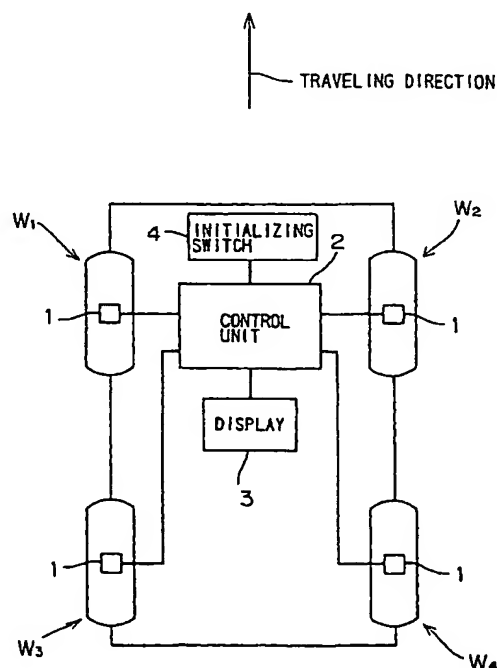 TRAVELING DIRECTION
W1
W2
4
INITIALIZING
SWITCH
2
1
CONTROL
UNIT
1
DISPLAY
3
1
1
W3
W4